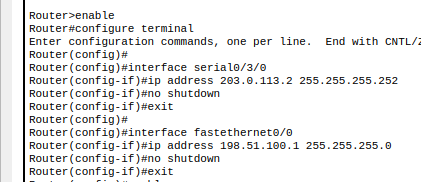 Router>enable
Router#configure terminal
Enter configuration commands, one per line.  End with CNTL/
Router(config)#
Router(config)#interface serial0/3/0
Router(config-if)#ip address 203.0.113.2 255.255.255.252
Router(config-if)#no shutdown
Router(config-if)#exit
Router(config)#
Router(config)#interface fastethernet0/0
Router(config-if)#ip address 198.51.100.1 255.255.255.0
Router(config-if)#no shutdown
Router(config-if)#exit